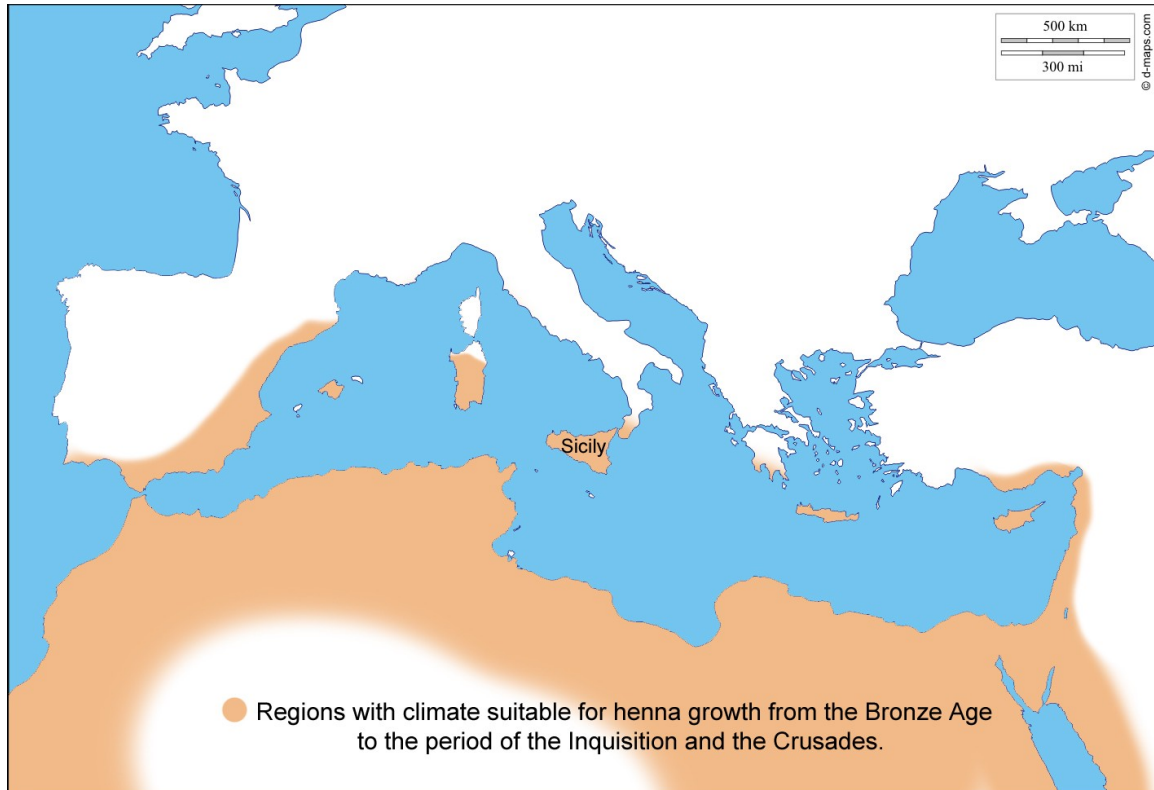 500 km
300 mi
© d-maps.com
Sicily
Regions with climate suitable for henna growth from the Bronze Age
to the period of the Inquisition and the Crusades.